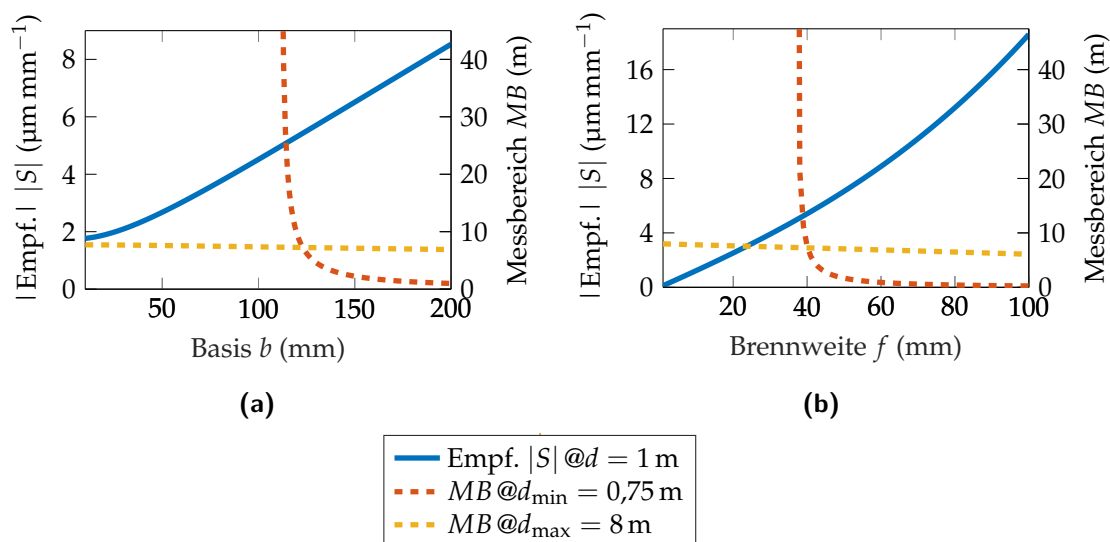 |Empf.| |S| (µm mm⁻¹)
8
6
4
2
0
40
30
20
10
0
Messbereich MB (m)
50 100 150 200
Basis b (mm)
(a)
|Empf.| |S| (µm mm⁻¹)
16
12
8
4
0
40
30
20
10
0
Messbereich MB (m)
20 40 60 80 100
Brennweite f (mm)
(b)
Empf. |S| @d = 1 m
MB @d_min = 0,75 m
MB @d_max = 8 m